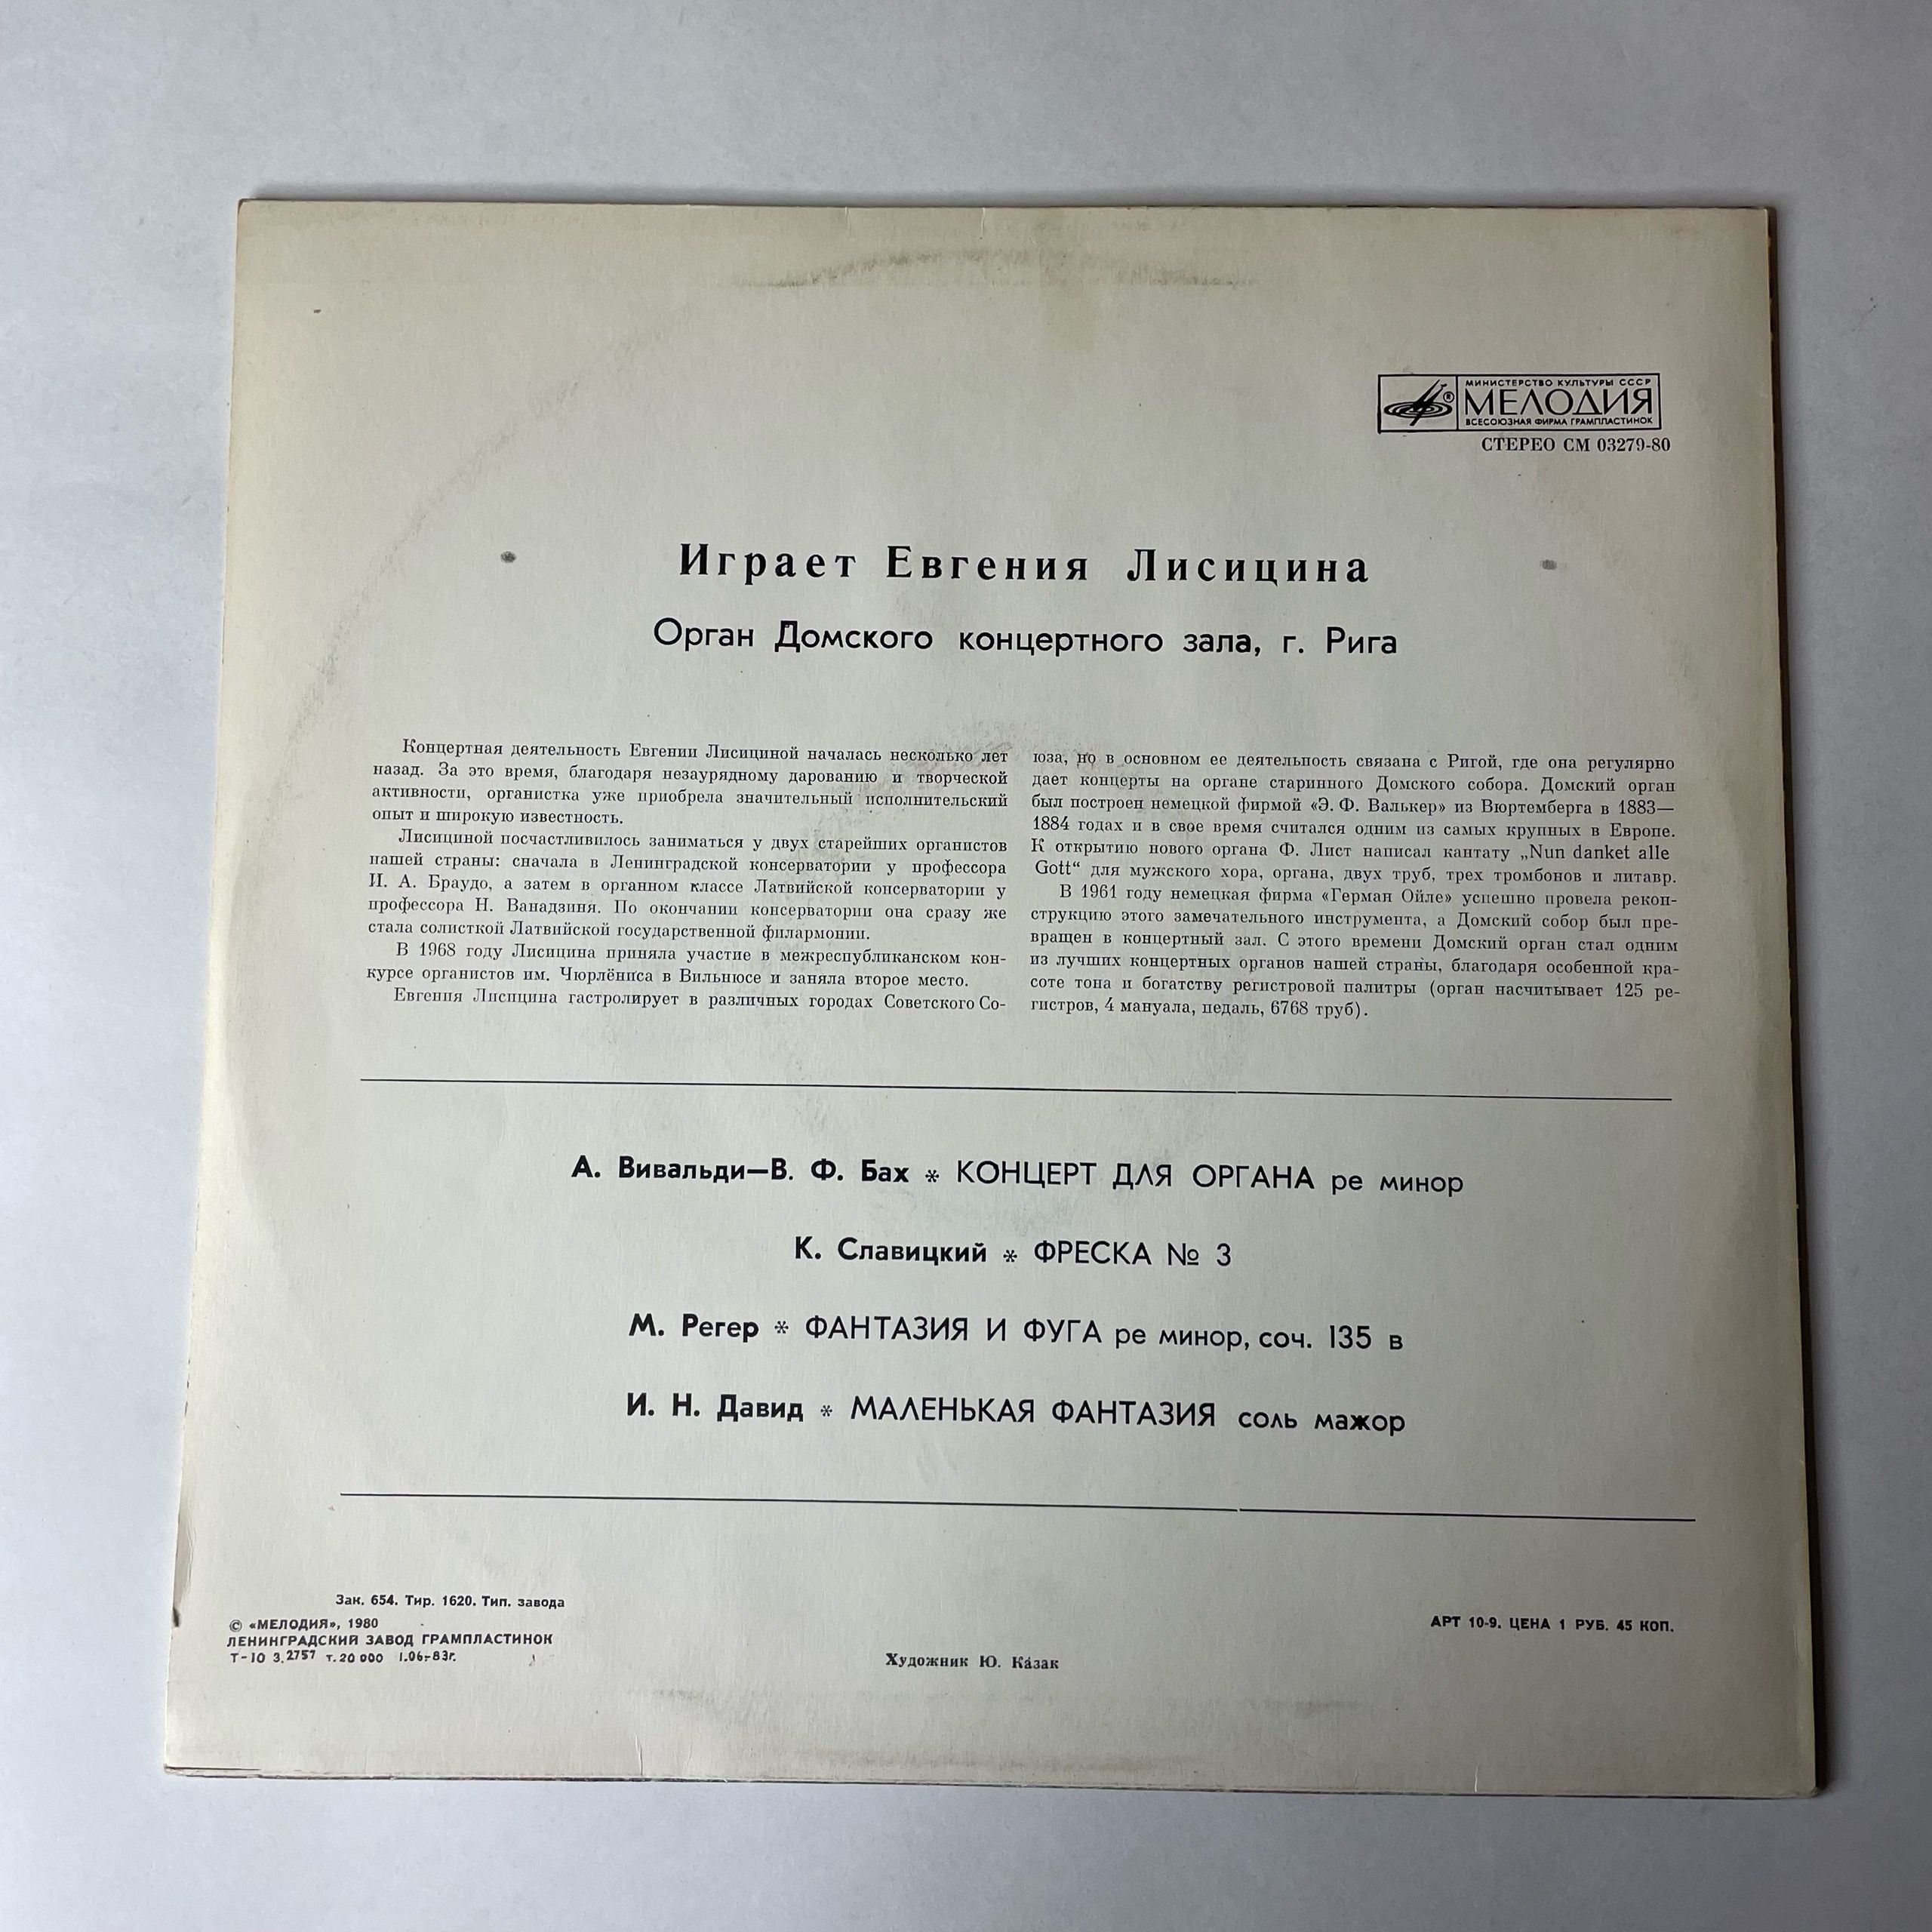 МИНИСТЕРСТВО КУЛЬТУРЫ СССР
® МЕЛОДИЯ
ВСЕСОЮЗНАЯ ФИРМА ГРАМПЛАСТИНОК
СТЕРЕО СМ 03279-80
Играет Евгения Лисицина
Орган Домского концертного зала, г. Рига
Концертная деятельность Евгении Лисициной началась несколько лет
назад. За это время, благодаря незаурядному дарованию и творческой
активности, органистка уже приобрела значительный исполнительский
опыт и широкую известность.
Лисициной посчастливилось заниматься у двух старейших органистов
нашей страны: сначала в Ленинградской консерватории у профессора
И. А. Браудо, а затем в органном классе Латвийской консерватории у
профессора Н. Ванадзиня. По окончании консерватории она сразу же
стала солисткой Латвийской государственной филармонии.
В 1968 году Лисицина приняла участие в межреспубликанском кон-
курсе органистов им. Чюрлёниса в Вильнюсе и заняла второе место.
Евгения Лисицина гастролирует в различных городах Советского Со-
юза, но в основном ее деятельность связана с Ригой, где она регулярно
дает концерты на органе старинного Домского собора. Домский орган
был построен немецкой фирмой «Э. Ф. Валькер» из Вюртемберга в 1883—
1884 годах и в свое время считался одним из самых крупных в Европе.
К открытию нового органа Ф. Лист написал кантату „Nun danket alle
Gott“ для мужского хора, органа, двух труб, трех тромбонов и литавр.
В 1961 году немецкая фирма «Герман Ойле» успешно провела рекон-
струкцию этого замечательного инструмента, а Домский собор был пре-
вращен в концертный зал. С этого времени Домский орган стал одним
из лучших концертных органов нашей страны, благодаря особенной кра-
соте тона и богатству регистровой палитры (орган насчитывает 125 ре-
гистров, 4 мануала, педаль, 6768 труб).
А. Вивальди—В. Ф. Бах * КОНЦЕРТ ДЛЯ ОРГАНА ре минор
К. Славицкий * ФРЕСКА № 3
М. Регер * ФАНТАЗИЯ И ФУГА ре минор, соч. 135 в
И. Н. Давид * МАЛЕНЬКАЯ ФАНТАЗИЯ соль мажор
Зак. 654. Тир. 1620. Тип. завода
© «МЕЛОДИЯ», 1980
ЛЕНИНГРАДСКИЙ ЗАВОД ГРАМПЛАСТИНОК
Т-10 З.2757 т.20 000 1.06-83г.
Художник Ю. Казак
АРТ 10-9. ЦЕНА 1 РУБ. 45 КОП.